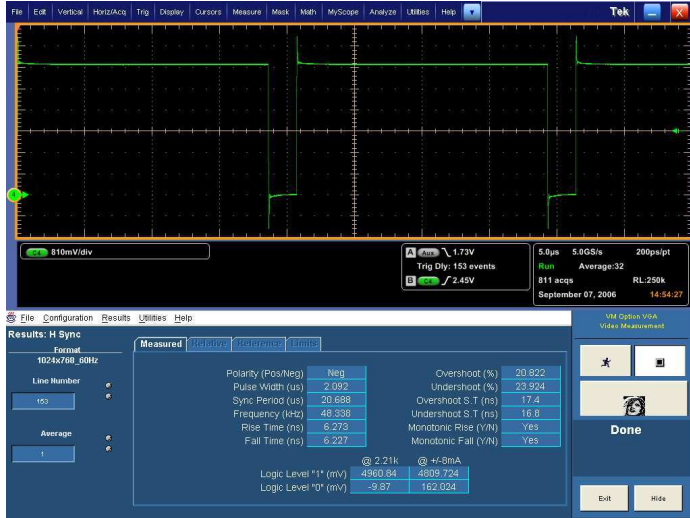 File Edit Vertical Horiz/Acq Trig Display Cursors Measure Mask Math MyScope Analyze Utilities Help Tek X
C4 810mV/div
A Aux 1.73V
Trig Dly: 153 events
B C4 2.45V
5.0µs 5.0GS/s 200ps/pt
Run Average:32
811 acqs RL:250k
September 07, 2006 14:54:27
File Configuration Results Utilities Help
VM Option VGA
Video Measurement
Results: H Sync
Format
1024x768_60Hz
Line Number
153
Average
1
Measured Relative Reference Limits
Polarity (Pos/Neg) Neg Overshoot (%) 20.822
Pulse Width (us) 2.092 Undershoot (%) 23.924
Sync Period (us) 20.688 Overshoot S.T (ns) 17.4
Frequency (kHz) 48.338 Undershoot S.T (ns) 16.8
Rise Time (ns) 6.273 Monotonic Rise (Y/N) Yes
Fall Time (ns) 6.227 Monotonic Fall (Y/N) Yes
@ 2.21k @ +/-8mA
Logic Level "1" (mV) 4960.84 4809.724
Logic Level "0" (mV) -9.87 162.024
Done
Exit Hide